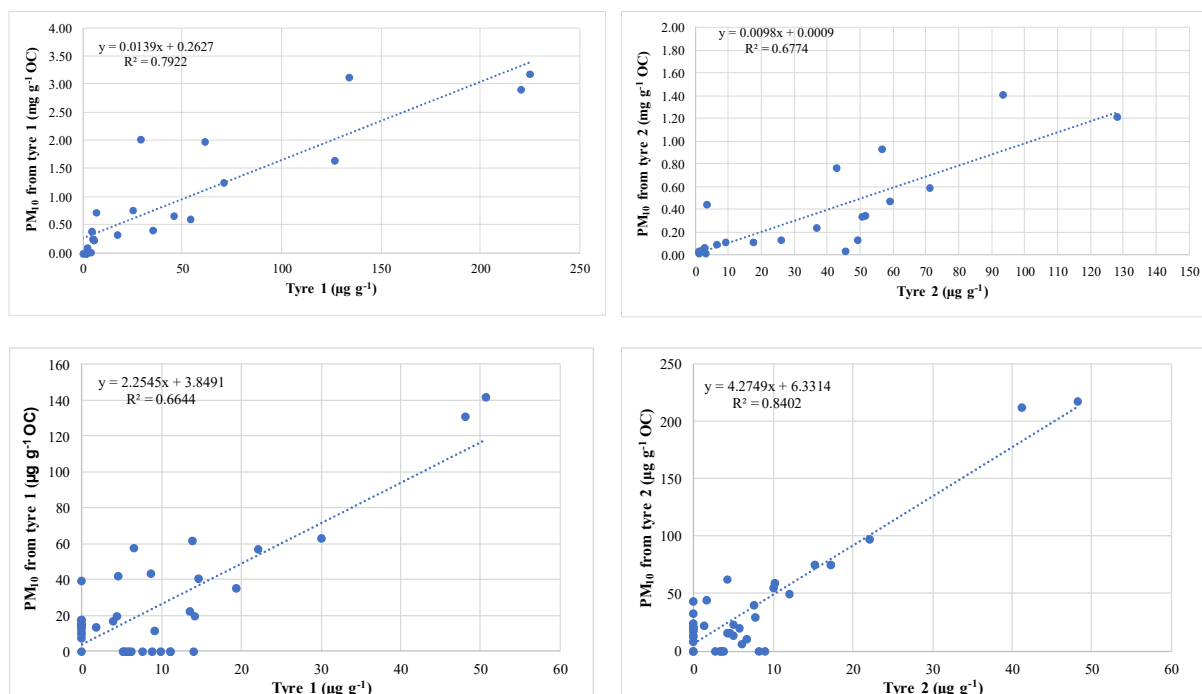 y = 0.0139x + 0.2627
R² = 0.7922
PM₁₀ from tyre 1 (mg g⁻¹ OC)
4.00
3.50
3.00
2.50
2.00
1.50
1.00
0.50
0.00
0 50 100 150 200 250
Tyre 1 (µg g⁻¹)
y = 0.0098x + 0.0009
R² = 0.6774
PM₁₀ from tyre 2 (mg g⁻¹ OC)
2.00
1.80
1.60
1.40
1.20
1.00
0.80
0.60
0.40
0.20
0.00
0 10 20 30 40 50 60 70 80 90 100 110 120 130 140 150
Tyre 2 (µg g⁻¹)
y = 2.2545x + 3.8491
R² = 0.6644
PM₁₀ from tyre 1 (µg g⁻¹ OC)
160
140
120
100
80
60
40
20
0
0 10 20 30 40 50 60
Tyre 1 (µg g⁻¹)
y = 4.2749x + 6.3314
R² = 0.8402
PM₁₀ from tyre 2 (µg g⁻¹ OC)
250
200
150
100
50
0
0 10 20 30 40 50 60
Tyre 2 (µg g⁻¹)